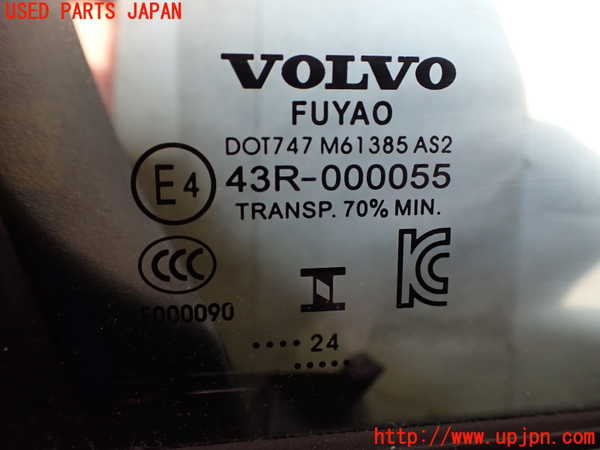 USED PARTS JAPAN
VOLVO
FUYAO
DOT747 M61385 AS2
E4 43R-000055
TRANSP. 70% MIN.
CCC
000090
24
http://www.upjpn.com/